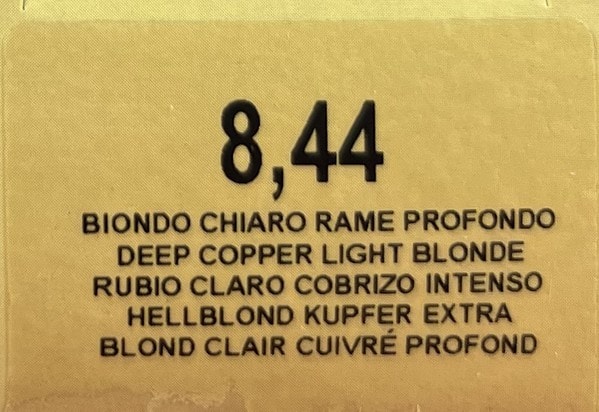 8,44
BIONDO CHIARO RAME PROFONDO
DEEP COPPER LIGHT BLONDE
RUBIO CLARO COBRIZO INTENSO
HELLBLOND KUPFER EXTRA
BLOND CLAIR CUIVRÉ PROFOND